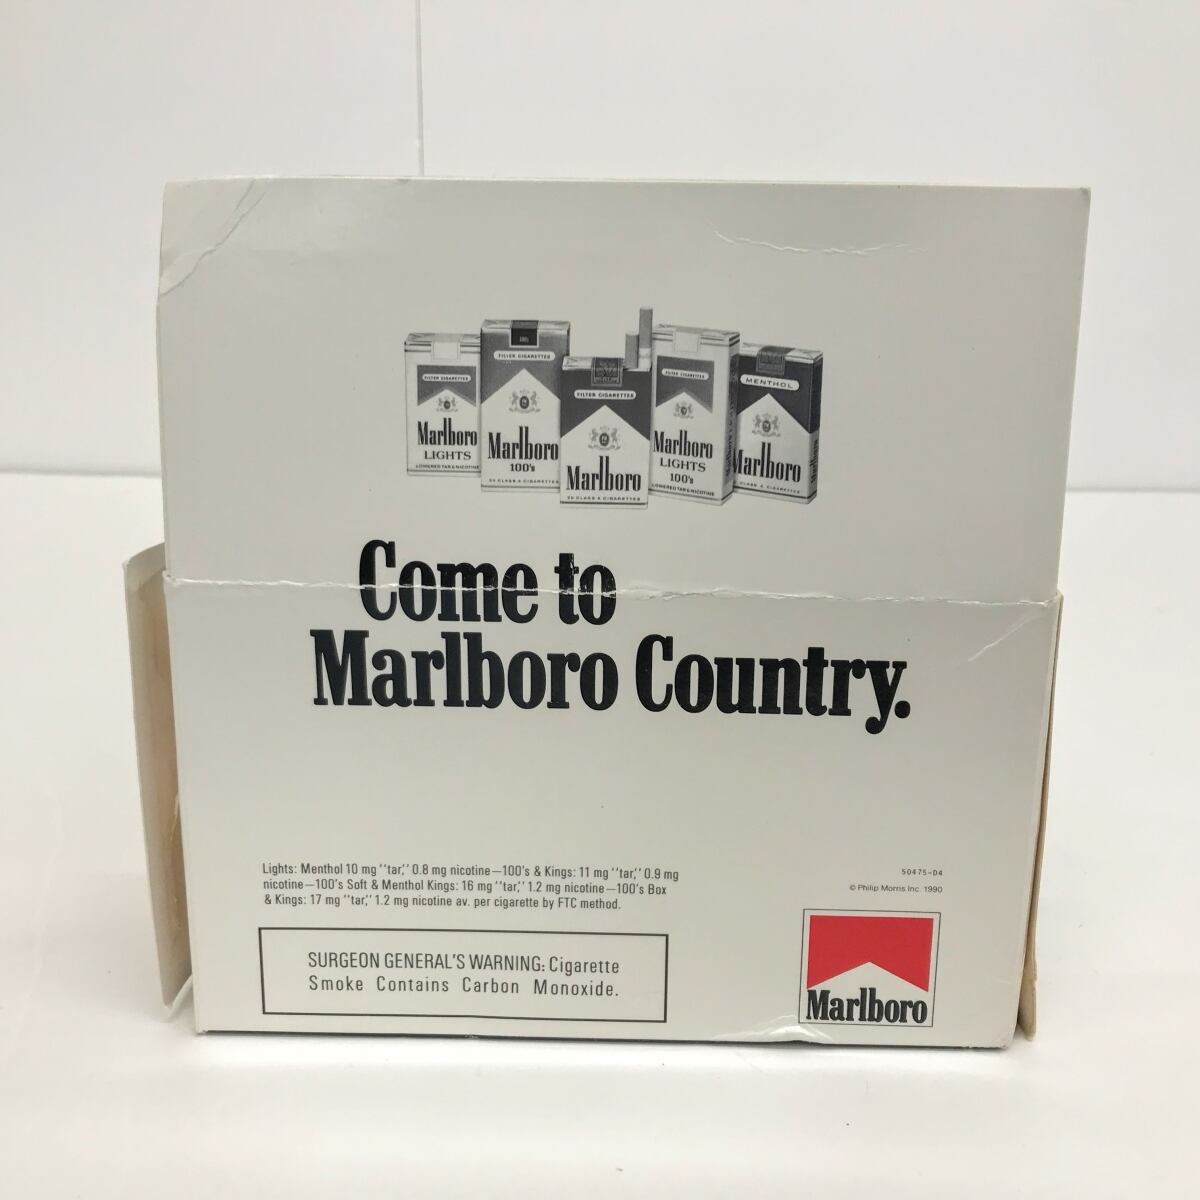 FILTER CIGARETTES
Marlboro
LIGHTS
LOWERED TAR & NICOTINE
100's
FILTER CIGARETTES
Marlboro
100's
20 CLASS A CIGARETTES
FILTER CIGARETTES
Marlboro
20 CLASS A CIGARETTES
FILTER CIGARETTES
Marlboro
LIGHTS
100's
LOWERED TAR & NICOTINE
MENTHOL
Marlboro
CLASS A CIGARETTES
Marlboro
Come to
Marlboro Country.
Lights: Menthol 10 mg "tar," 0.8 mg nicotine—100's & Kings: 11 mg "tar," 0.9 mg
nicotine—100's Soft & Menthol Kings: 16 mg "tar," 1.2 mg nicotine—100's Box
& Kings: 17 mg "tar," 1.2 mg nicotine av. per cigarette by FTC method.
50475-D4
© Philip Morris Inc. 1990
SURGEON GENERAL'S WARNING: Cigarette
Smoke Contains Carbon Monoxide.
Marlboro